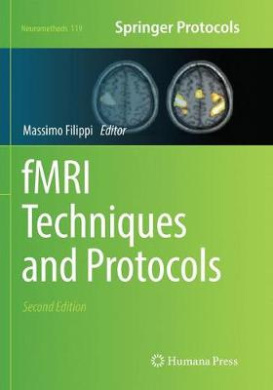 Neuromethods 119
Springer Protocols
Massimo Filippi Editor
fMRI
Techniques
and Protocols
Second Edition
Humana Press